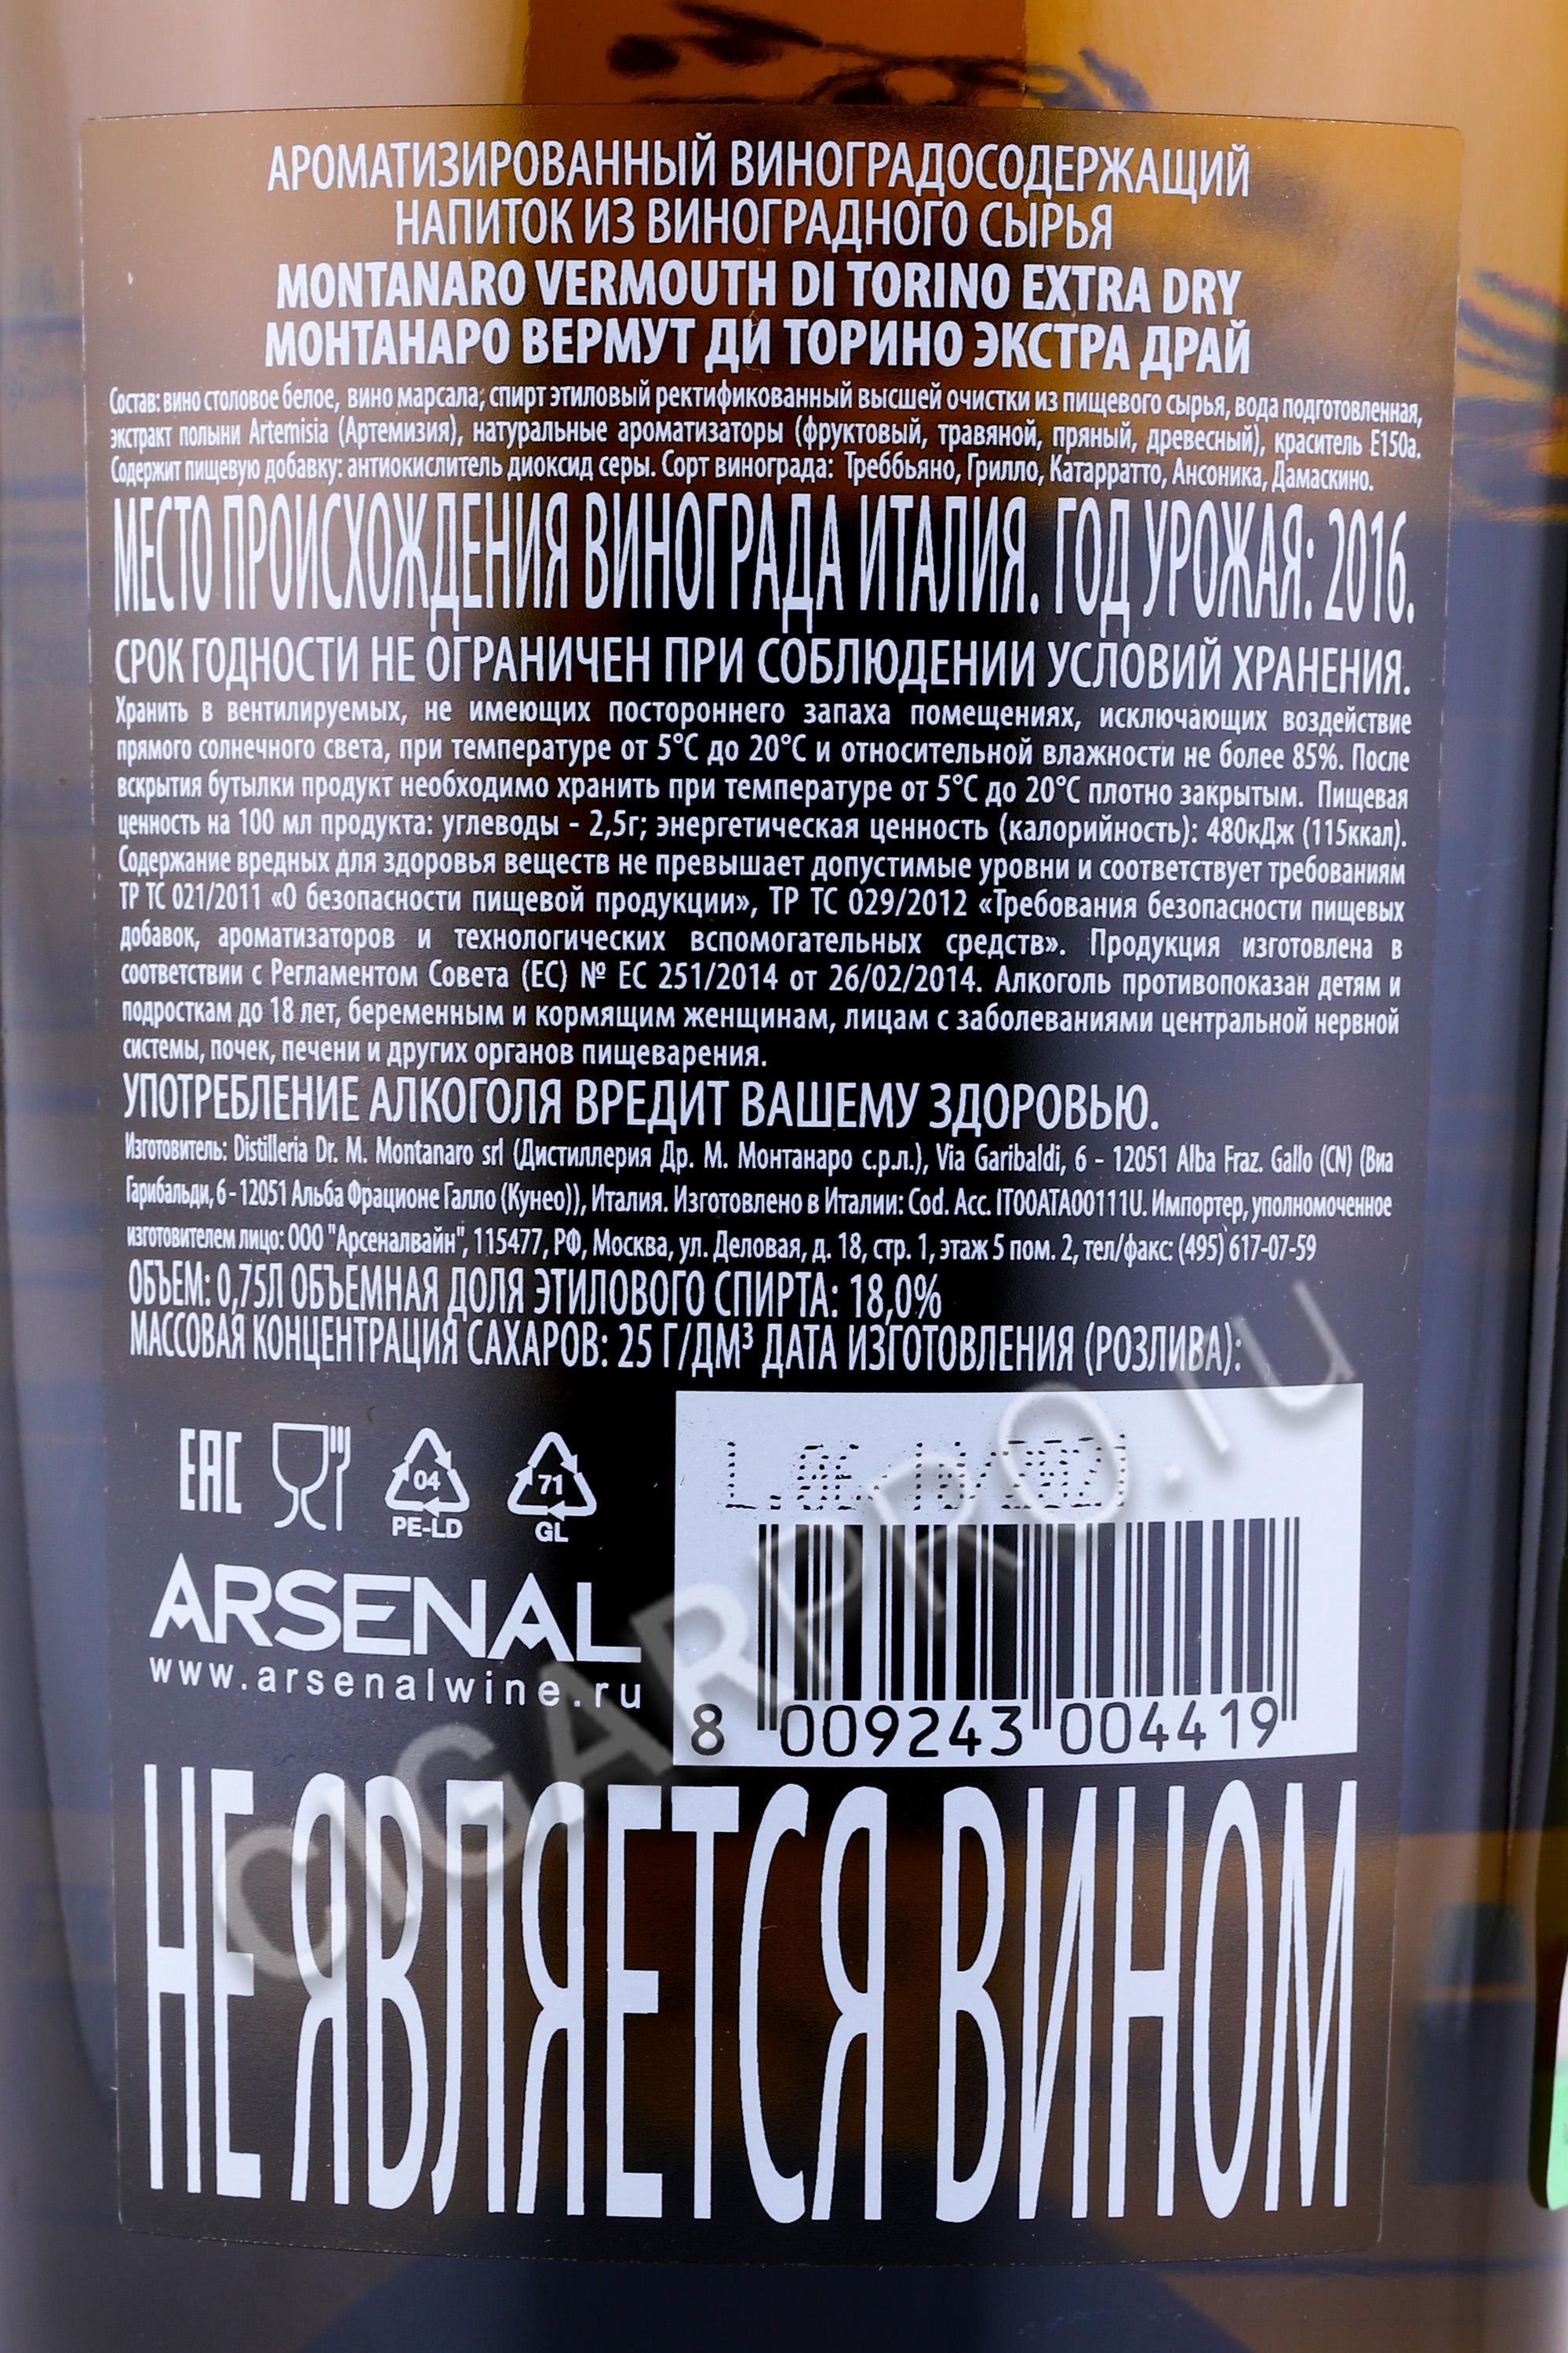 АРОМАТИЗИРОВАННЫЙ ВИНОГРАДОСОДЕРЖАЩИЙ
НАПИТОК ИЗ ВИНОГРАДНОГО СЫРЬЯ
MONTANARO VERMOUTH DI TORINO EXTRA DRY
МОНТАНАРО ВЕРМУТ ДИ ТОРИНО ЭКСТРА ДРАЙ
Состав: вино столовое белое, вино марсала, спирт этиловый ректификованный высшей очистки из пищевого сырья, вода подготовленная,
экстракт полыни Artemisia (Артемизия), натуральные ароматизаторы (фруктовый, травяной, пряный, древесный), краситель Е150а.
Содержит пищевую добавку: антиокислитель диоксид серы. Сорт винограда: Треббьяно, Грилло, Катарратто, Ансоника, Дамаскино.
МЕСТО ПРОИСХОЖДЕНИЯ ВИНОГРАДА ИТАЛИЯ. ГОД УРОЖАЯ: 2016.
СРОК ГОДНОСТИ НЕ ОГРАНИЧЕН ПРИ СОБЛЮДЕНИИ УСЛОВИЙ ХРАНЕНИЯ.
Хранить в вентилируемых, не имеющих постороннего запаха помещениях, исключающих воздействие
прямого солнечного света, при температуре от 5°С до 20°С и относительной влажности не более 85%. После
вскрытия бутылки продукт необходимо хранить при температуре от 5°С до 20°С плотно закрытым. Пищевая
ценность на 100 мл продукта: углеводы - 2,5г; энергетическая ценность (калорийность): 480кДж (115ккал).
Содержание вредных для здоровья веществ не превышает допустимые уровни и соответствует требованиям
ТР ТС 021/2011 «О безопасности пищевой продукции», ТР ТС 029/2012 «Требования безопасности пищевых
добавок, ароматизаторов и технологических вспомогательных средств». Продукция изготовлена в
соответствии с Регламентом Совета (ЕС) № ЕС 251/2014 от 26/02/2014. Алкоголь противопоказан детям и
подросткам до 18 лет, беременным и кормящим женщинам, лицам с заболеваниями центральной нервной
системы, почек, печени и других органов пищеварения.
УПОТРЕБЛЕНИЕ АЛКОГОЛЯ ВРЕДИТ ВАШЕМУ ЗДОРОВЬЮ.
Изготовитель: Distilleria Dr. M. Montanaro srl (Дистиллерия Др. М. Монтанаро с.р.л.), Via Garibaldi, 6 - 12051 Alba Fraz. Gallo (CN) (Виа
Гарибальди, 6 - 12051 Альба Фрационе Галло (Кунео)), Италия. Изготовлено в Италии: Cod. Acc. IT00ATA00111U. Импортер, уполномоченное
изготовителем лицо: ООО "Арсеналвайн", 115477, РФ, Москва, ул. Деловая, д. 18, стр. 1, этаж 5 пом. 2, тел/факс: (495) 617-07-59
ОБЪЕМ: 0,75Л ОБЪЕМНАЯ ДОЛЯ ЭТИЛОВОГО СПИРТА: 18,0%
МАССОВАЯ КОНЦЕНТРАЦИЯ САХАРОВ: 25 Г/ДМ³ ДАТА ИЗГОТОВЛЕНИЯ (РОЗЛИВА):
EAC
04
PE-LD
71
GL
ARSENAL
www.arsenalwine.ru
8 009243 004419
НЕ ЯВЛЯЕТСЯ ВИНОМ
CIGARPRO.ru